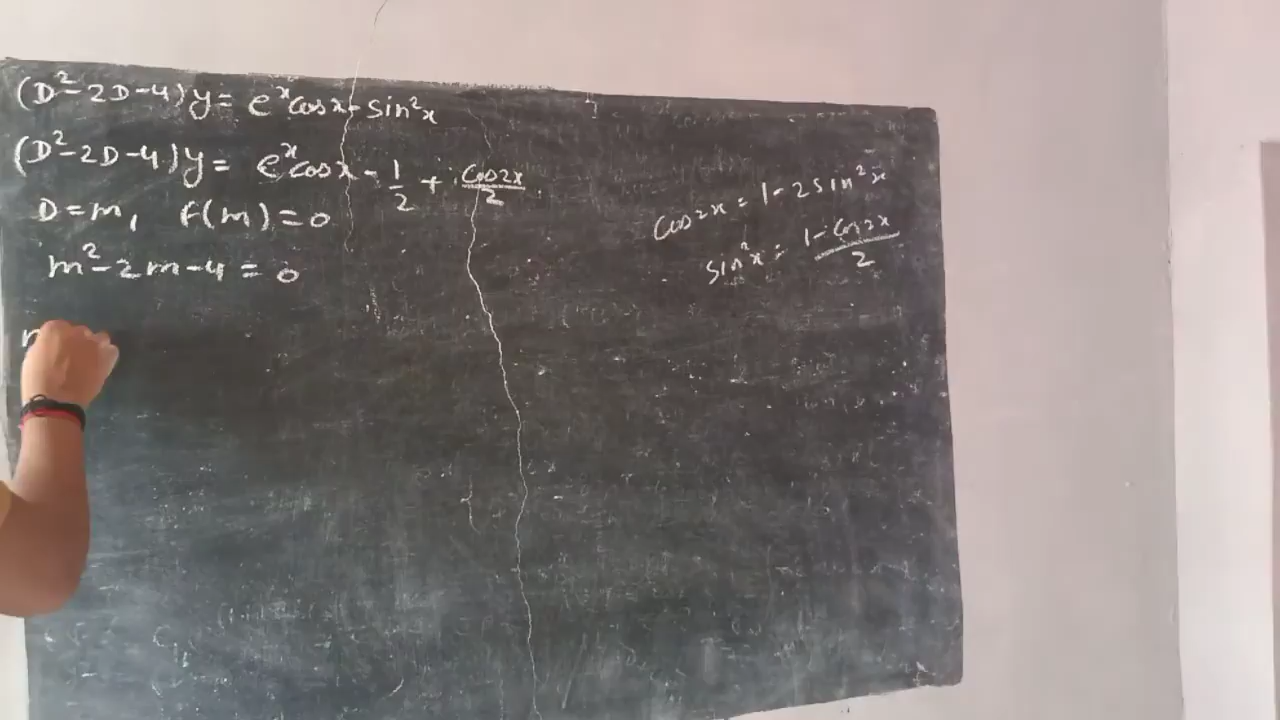 (D²-2D-4)y = eˣcosx - sin²x
(D²-2D-4)y = eˣcosx - 1/2 + cos2x/2
D=m, f(m)=0
m²-2m-4=0
cos2x = 1-2sin²x
sin²x = 1-cos2x/2